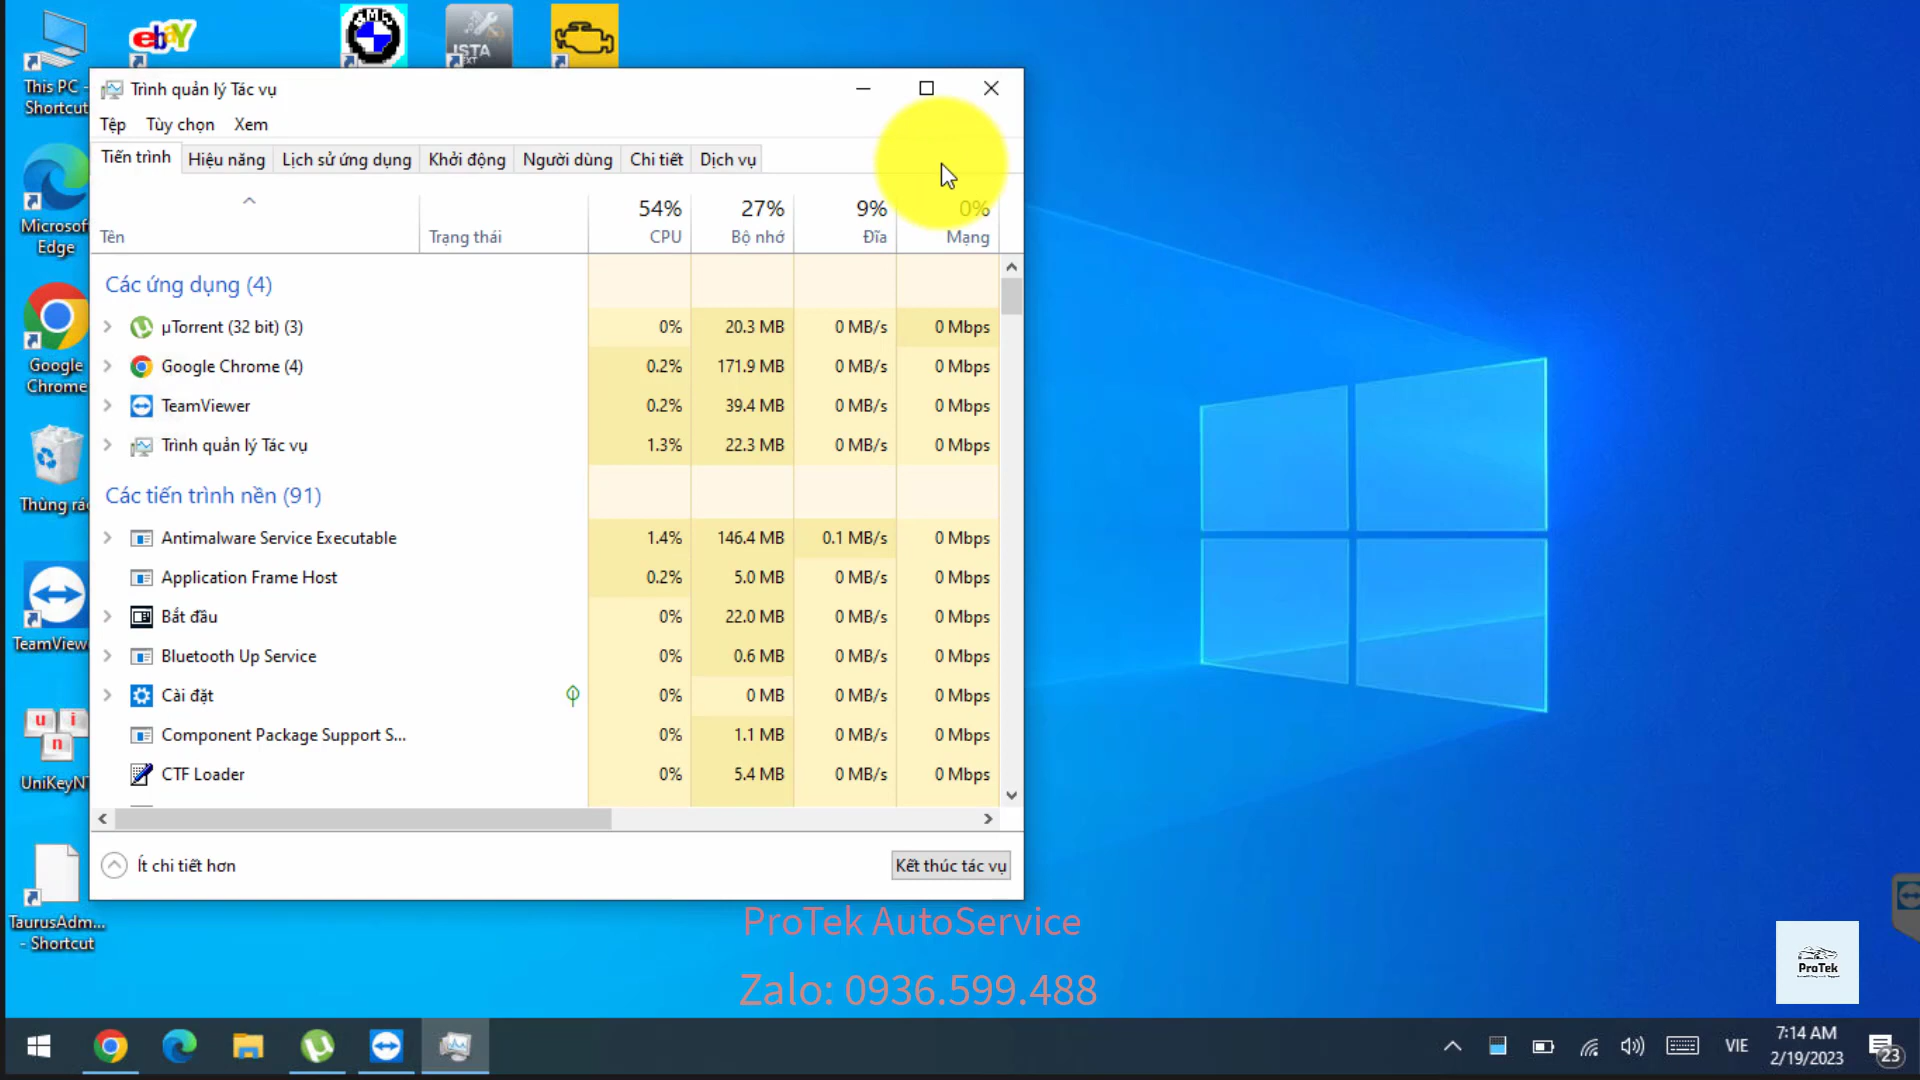 This PC -
Shortcut
ebay
AMS
ISTA
EXT
Trình quản lý Tác vụ
Tệp Tùy chọn Xem
Tiến trình Hiệu năng Lịch sử ứng dụng Khởi động Người dùng Chi tiết Dịch vụ
54% 27% 9% 0%
Tên Trạng thái CPU Bộ nhớ Đĩa Mạng
Các ứng dụng (4)
µTorrent (32 bit) (3) 0% 20.3 MB 0 MB/s 0 Mbps
Google Chrome (4) 0.2% 171.9 MB 0 MB/s 0 Mbps
TeamViewer 0.2% 39.4 MB 0 MB/s 0 Mbps
Trình quản lý Tác vụ 1.3% 22.3 MB 0 MB/s 0 Mbps
Các tiến trình nền (91)
Antimalware Service Executable 1.4% 146.4 MB 0.1 MB/s 0 Mbps
Application Frame Host 0.2% 5.0 MB 0 MB/s 0 Mbps
Bắt đầu 0% 22.0 MB 0 MB/s 0 Mbps
Bluetooth Up Service 0% 0.6 MB 0 MB/s 0 Mbps
Cài đặt 0% 0 MB 0 MB/s 0 Mbps
Component Package Support S... 0% 1.1 MB 0 MB/s 0 Mbps
CTF Loader 0% 5.4 MB 0 MB/s 0 Mbps
Ít chi tiết hơn
Kết thúc tác vụ
Microsof
Edge
Google
Chrome
Thùng rác
TeamView
u i
n
UniKeyNT
TaurusAdm...
- Shortcut
ProTek AutoService
Zalo: 0936.599.488
ProTek
VIE
7:14 AM
2/19/2023
23